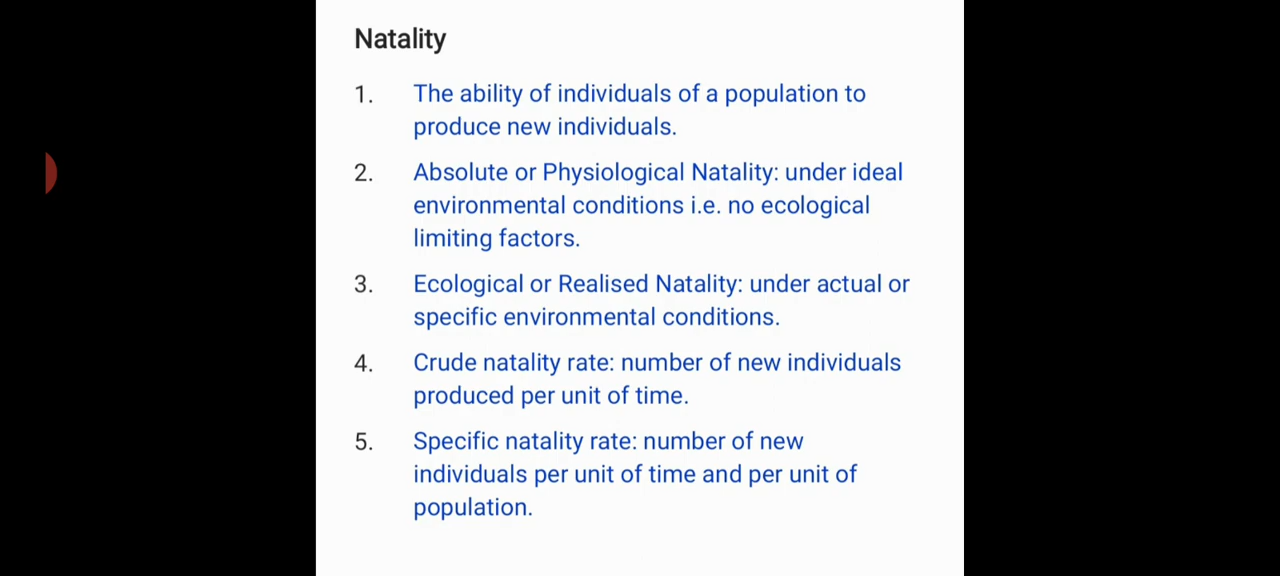 Natality
1. The ability of individuals of a population to
produce new individuals.
2. Absolute or Physiological Natality: under ideal
environmental conditions i.e. no ecological
limiting factors.
3. Ecological or Realised Natality: under actual or
specific environmental conditions.
4. Crude natality rate: number of new individuals
produced per unit of time.
5. Specific natality rate: number of new
individuals per unit of time and per unit of
population.